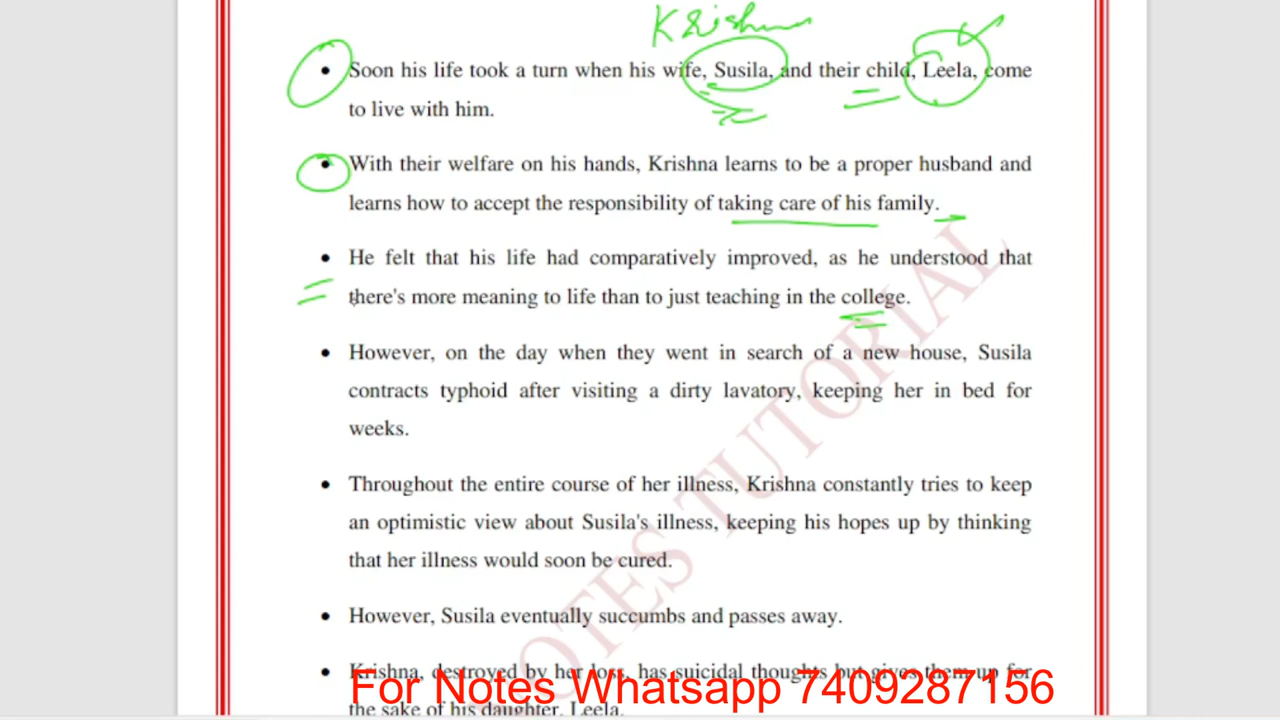 Krishna
Soon his life took a turn when his wife, Susila, and their child, Leela, come
to live with him.
With their welfare on his hands, Krishna learns to be a proper husband and
learns how to accept the responsibility of taking care of his family.
He felt that his life had comparatively improved, as he understood that
there's more meaning to life than to just teaching in the college.
However, on the day when they went in search of a new house, Susila
contracts typhoid after visiting a dirty lavatory, keeping her in bed for
weeks.
Throughout the entire course of her illness, Krishna constantly tries to keep
an optimistic view about Susila's illness, keeping his hopes up by thinking
that her illness would soon be cured.
However, Susila eventually succumbs and passes away.
Krishna, destroyed by her loss, has suicidal thoughts but gives them up for
the sake of his daughter, Leela.
For Notes Whatsapp 7409287156
NOTES TUTORIAL